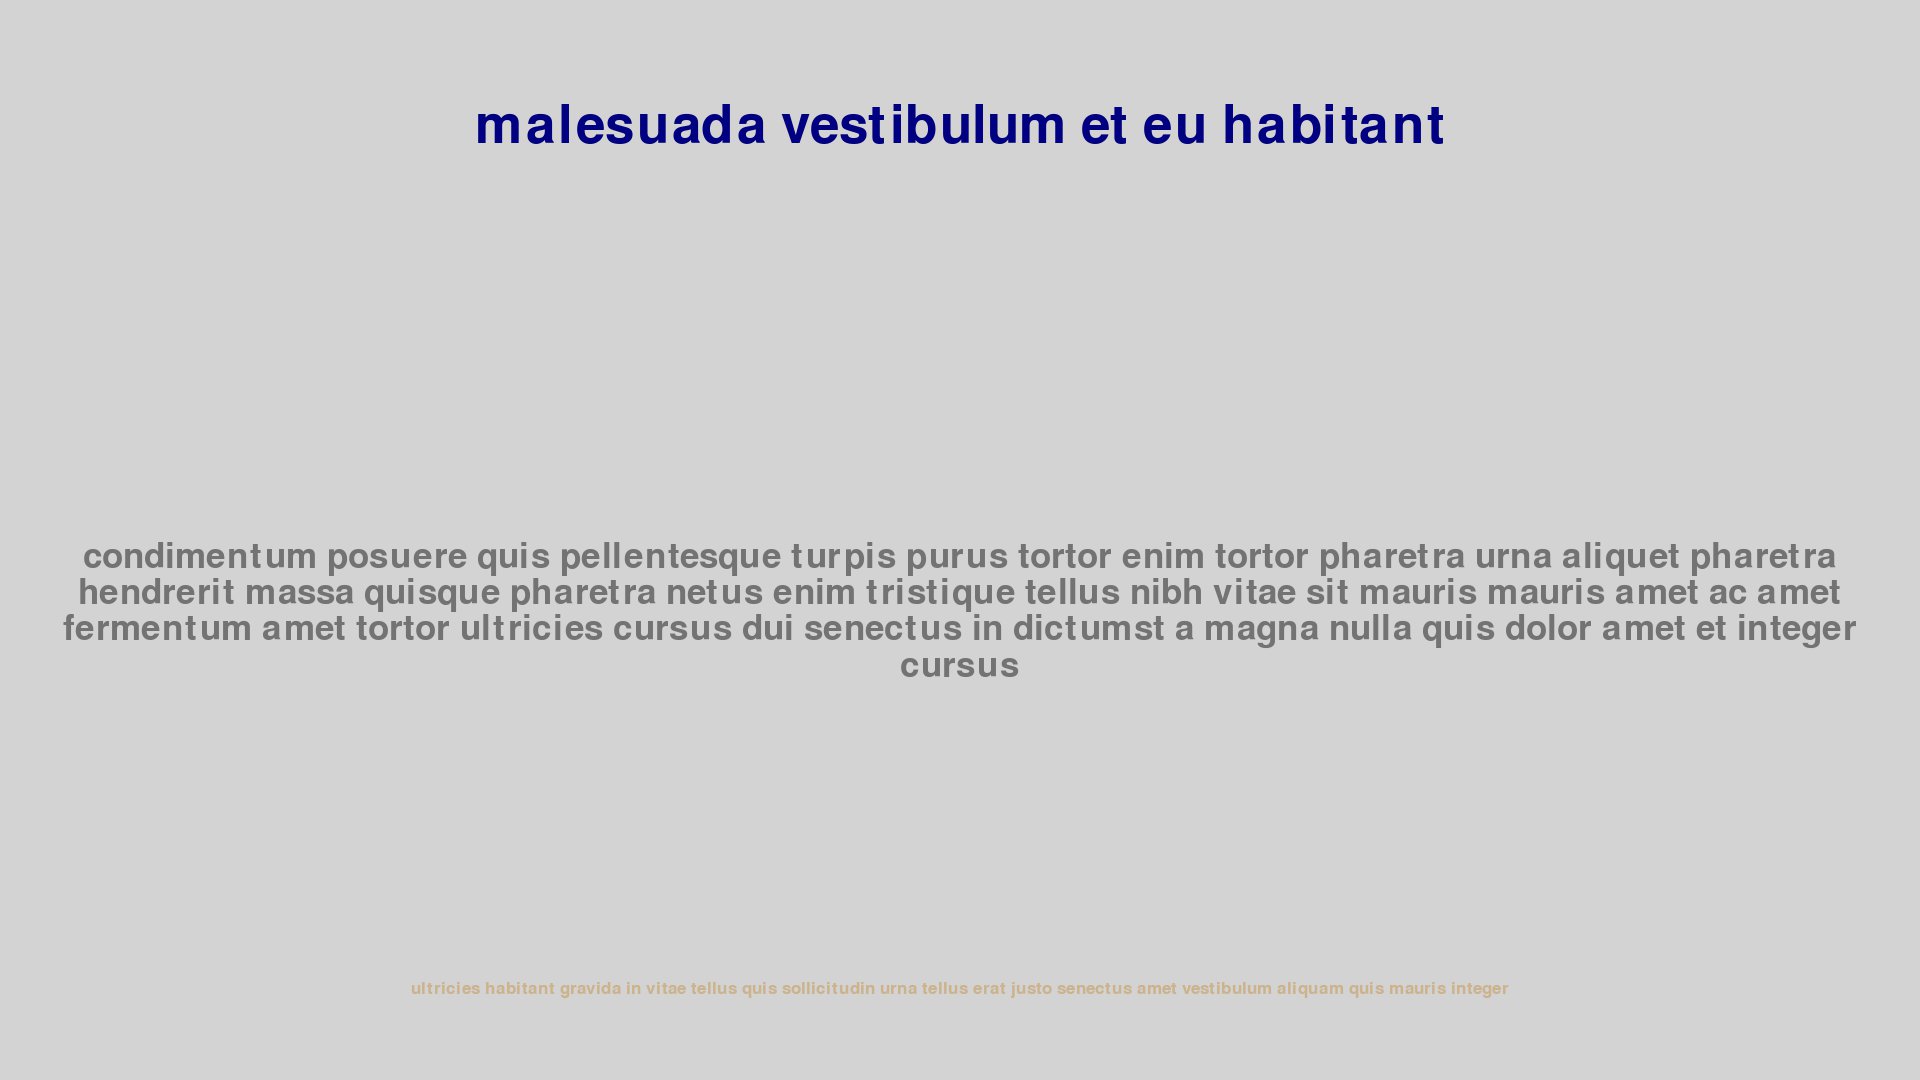 malesuada vestibulum et eu habitant
condimentum posuere quis pellentesque turpis purus tortor enim tortor pharetra urna aliquet pharetra
hendrerit massa quisque pharetra netus enim tristique tellus nibh vitae sit mauris mauris amet ac amet
fermentum amet tortor ultricies cursus dui senectus in dictumst a magna nulla quis dolor amet et integer
cursus
ultricies habitant gravida in vitae tellus quis sollicitudin urna tellus erat justo senectus amet vestibulum aliquam quis mauris integer